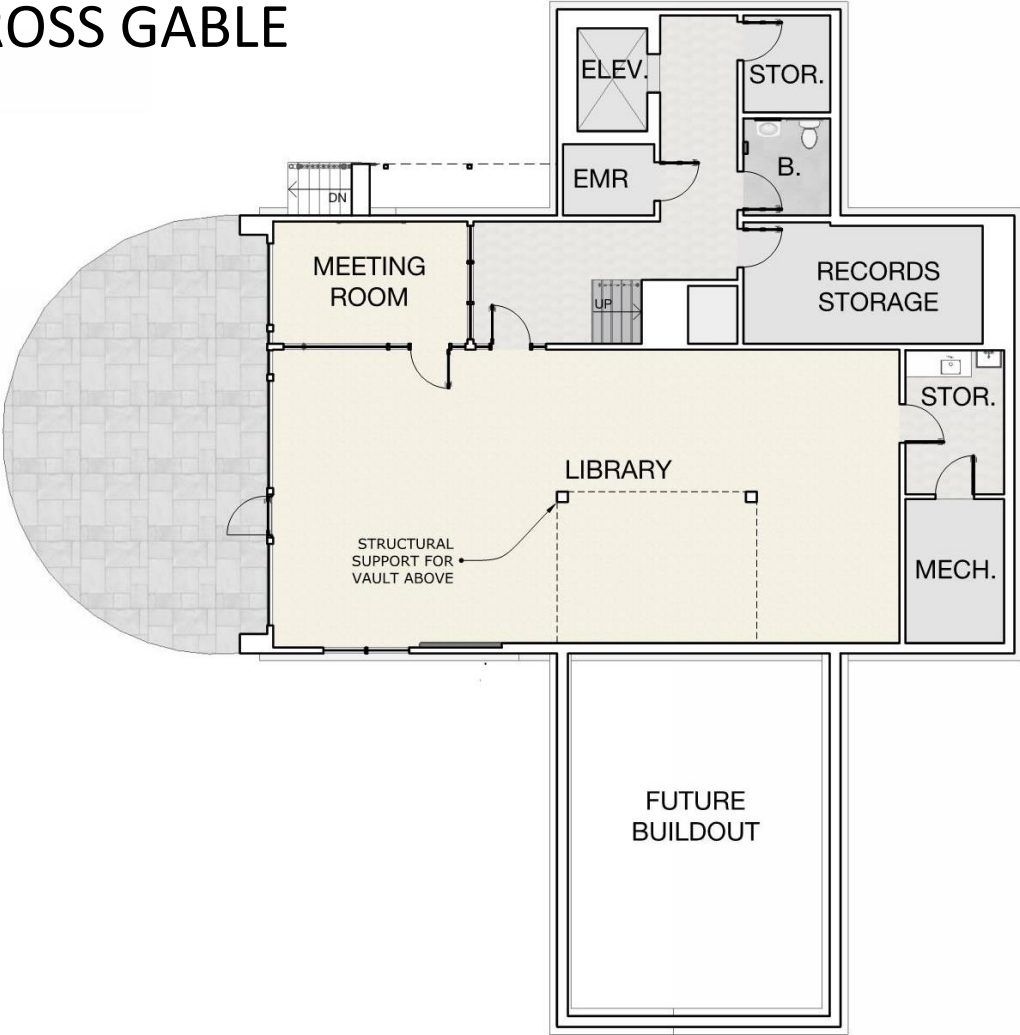 ROSS GABLE
ELEV.
STOR.
EMR
B.
DN
MEETING
ROOM
RECORDS
STORAGE
UP
STOR.
LIBRARY
STRUCTURAL
SUPPORT FOR
VAULT ABOVE
MECH.
FUTURE
BUILDOUT